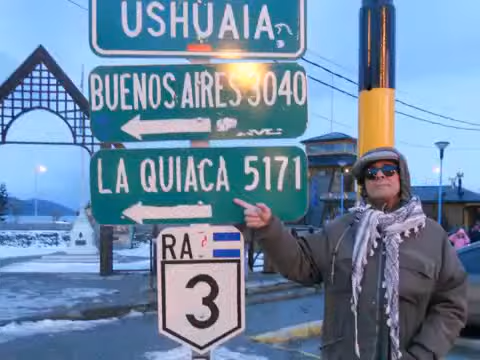 USHUAIA
BUENOS AIRES 3040
LA QUIACA 5171
RA
3